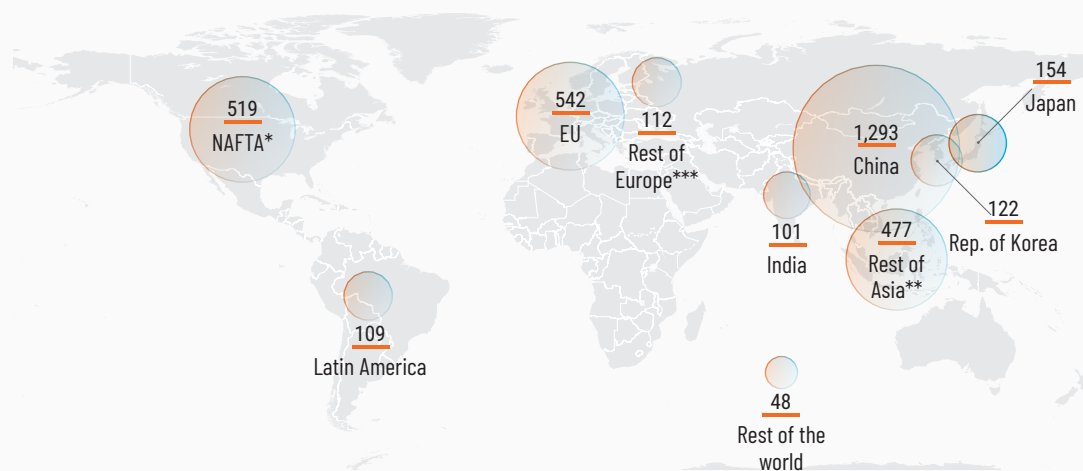 519
NAFTA*
542
EU
112
Rest of
Europe***
154
Japan
1,293
China
122
Rep. of Korea
101
India
477
Rest of
Asia**
109
Latin America
48
Rest of the
world